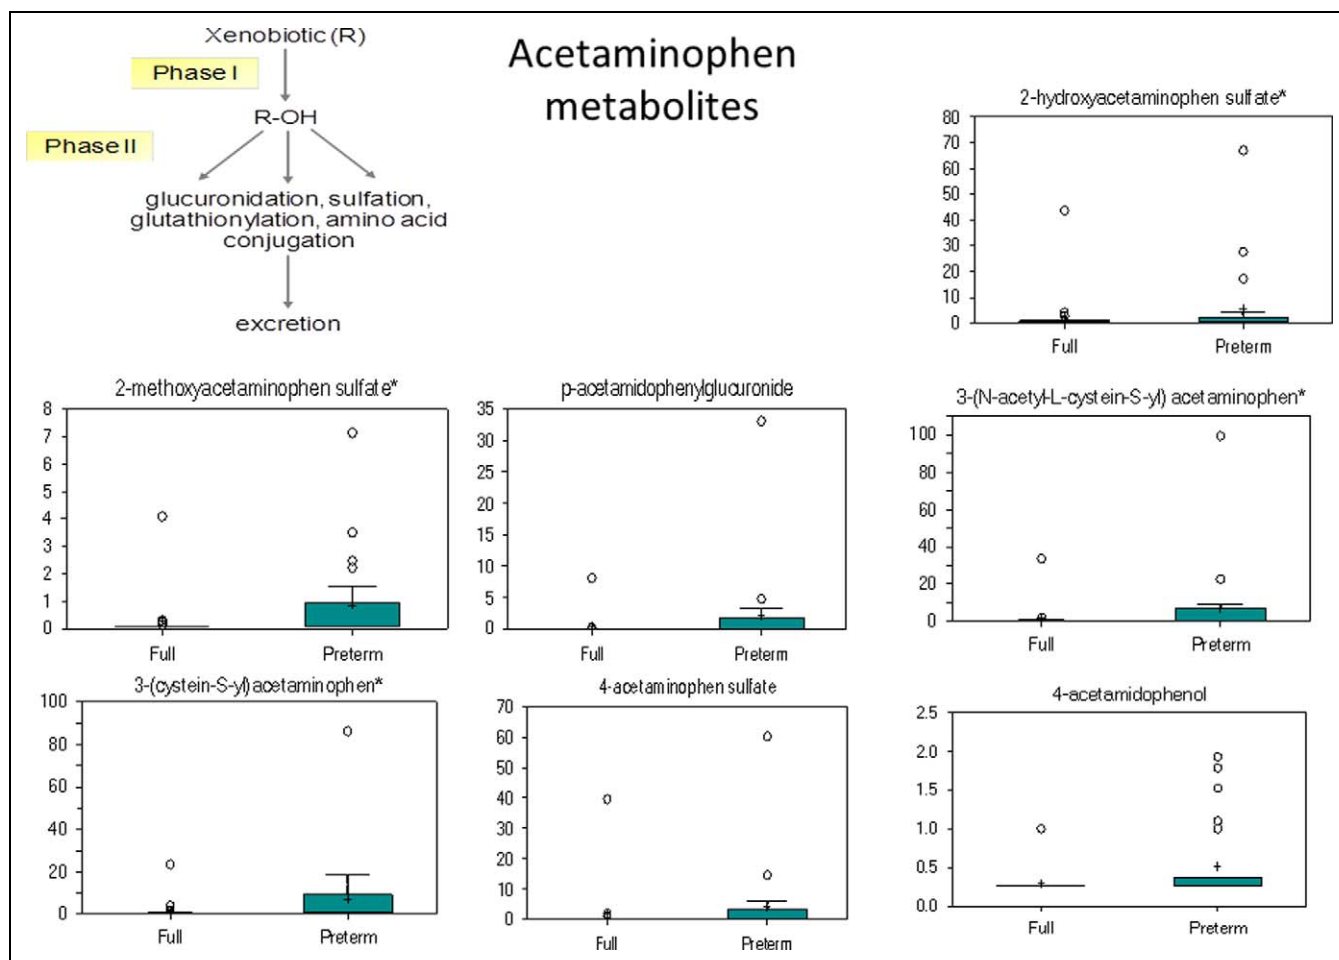 Xenobiotic (R)
Phase I
R-OH
Phase II
glucuronidation, sulfation,
glutathionylation, amino acid
conjugation
excretion
Acetaminophen
metabolites
2-hydroxyacetaminophen sulfate*
80
70
60
50
40
30
20
10
0
Full
Preterm
2-methoxyacetaminophen sulfate*
8
7
6
5
4
3
2
1
0
Full
Preterm
p-acetamidophenylglucuronide
35
30
25
20
15
10
5
0
Full
Preterm
3-(N-acetyl-L-cystein-S-yl) acetaminophen*
100
80
60
40
20
0
Full
Preterm
3-(cystein-S-yl)acetaminophen*
100
80
60
40
20
0
Full
Preterm
4-acetaminophen sulfate
70
60
50
40
30
20
10
0
Full
Preterm
4-acetamidophenol
2.5
2.0
1.5
1.0
0.5
0.0
Full
Preterm